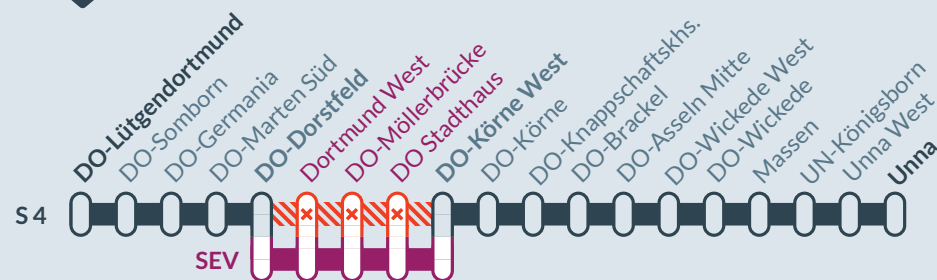 DO-Lütgendortmund
DO-Somborn
DO-Germania
DO-Marten Süd
DO-Dorstfeld
Dortmund West
DO-Möllerbrücke
DO Stadthaus
DO-Körne West
DO-Körne
DO-Knappschaftskhs.
DO-Brackel
DO-Asseln Mitte
DO-Wickede West
DO-Wickede
Massen
UN-Königsborn
Unna West
Unna
S 4
SEV